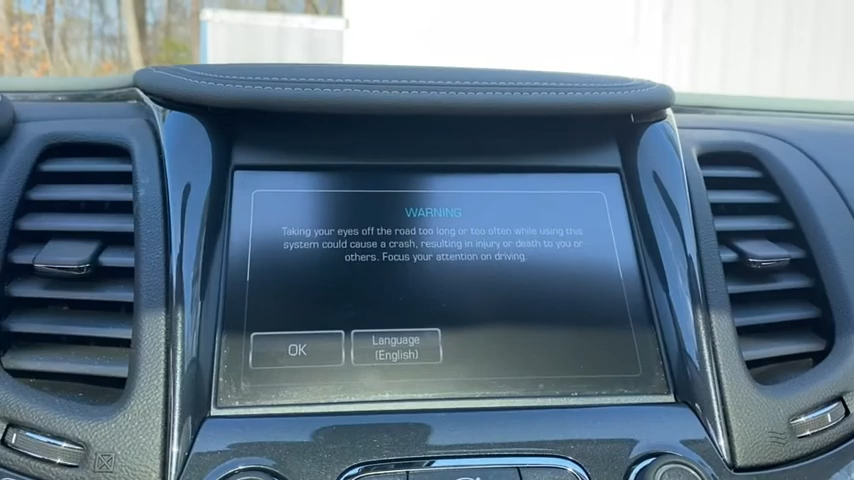 WARNING
Taking your eyes off the road too long or too often while using this
system could cause a crash, resulting in injury or death to you or
others. Focus your attention on driving.
OK
Language
(English)